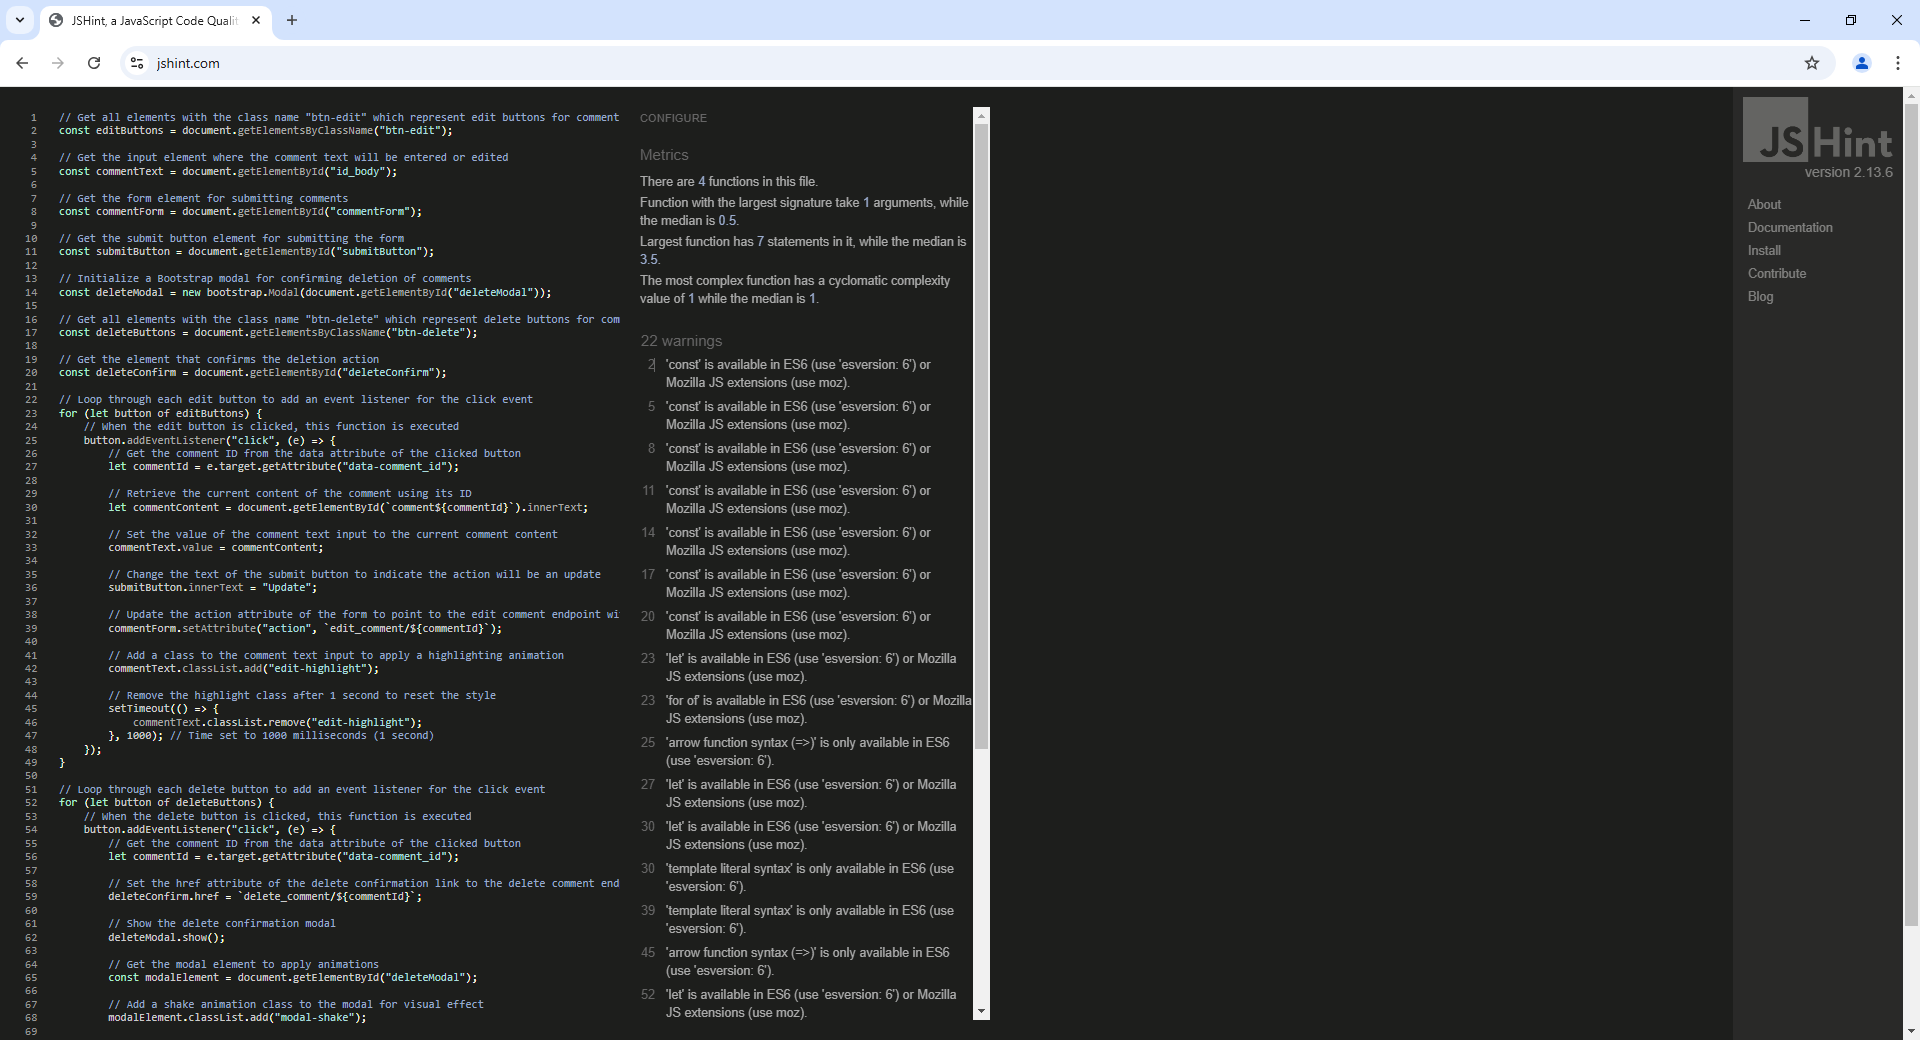 JSHint, a JavaScript Code Quali
jshint.com
1 // Get all elements with the class name "btn-edit" which represent edit buttons for comment
2 const editButtons = document.getElementsByClassName("btn-edit");
3
4 // Get the input element where the comment text will be entered or edited
5 const commentText = document.getElementById("id_body");
6
7 // Get the form element for submitting comments
8 const commentForm = document.getElementById("commentForm");
9
10 // Get the submit button element for submitting the form
11 const submitButton = document.getElementById("submitButton");
12
13 // Initialize a Bootstrap modal for confirming deletion of comments
14 const deleteModal = new bootstrap.Modal(document.getElementById("deleteModal"));
15
16 // Get all elements with the class name "btn-delete" which represent delete buttons for com
17 const deleteButtons = document.getElementsByClassName("btn-delete");
18
19 // Get the element that confirms the deletion action
20 const deleteConfirm = document.getElementById("deleteConfirm");
21
22 // Loop through each edit button to add an event listener for the click event
23 for (let button of editButtons) {
24 // When the edit button is clicked, this function is executed
25 button.addEventListener("click", (e) => {
26 // Get the comment ID from the data attribute of the clicked button
27 let commentId = e.target.getAttribute("data-comment_id");
28
29 // Retrieve the current content of the comment using its ID
30 let commentContent = document.getElementById(`comment${commentId}`).innerText;
31
32 // Set the value of the comment text input to the current comment content
33 commentText.value = commentContent;
34
35 // Change the text of the submit button to indicate the action will be an update
36 submitButton.innerText = "Update";
37
38 // Update the action attribute of the form to point to the edit comment endpoint wi
39 commentForm.setAttribute("action", `edit_comment/${commentId}`);
40
41 // Add a class to the comment text input to apply a highlighting animation
42 commentText.classList.add("edit-highlight");
43
44 // Remove the highlight class after 1 second to reset the style
45 setTimeout(() => {
46 commentText.classList.remove("edit-highlight");
47 }, 1000); // Time set to 1000 milliseconds (1 second)
48 });
49 }
50
51 // Loop through each delete button to add an event listener for the click event
52 for (let button of deleteButtons) {
53 // When the delete button is clicked, this function is executed
54 button.addEventListener("click", (e) => {
55 // Get the comment ID from the data attribute of the clicked button
56 let commentId = e.target.getAttribute("data-comment_id");
57
58 // Set the href attribute of the delete confirmation link to the delete comment end
59 deleteConfirm.href = `delete_comment/${commentId}`;
60
61 // Show the delete confirmation modal
62 deleteModal.show();
63
64 // Get the modal element to apply animations
65 const modalElement = document.getElementById("deleteModal");
66
67 // Add a shake animation class to the modal for visual effect
68 modalElement.classList.add("modal-shake");
69
CONFIGURE
Metrics
There are 4 functions in this file.
Function with the largest signature take 1 arguments, while
the median is 0.5.
Largest function has 7 statements in it, while the median is
3.5.
The most complex function has a cyclomatic complexity
value of 1 while the median is 1.
22 warnings
2 'const' is available in ES6 (use 'esversion: 6') or
Mozilla JS extensions (use moz).
5 'const' is available in ES6 (use 'esversion: 6') or
Mozilla JS extensions (use moz).
8 'const' is available in ES6 (use 'esversion: 6') or
Mozilla JS extensions (use moz).
11 'const' is available in ES6 (use 'esversion: 6') or
Mozilla JS extensions (use moz).
14 'const' is available in ES6 (use 'esversion: 6') or
Mozilla JS extensions (use moz).
17 'const' is available in ES6 (use 'esversion: 6') or
Mozilla JS extensions (use moz).
20 'const' is available in ES6 (use 'esversion: 6') or
Mozilla JS extensions (use moz).
23 'let' is available in ES6 (use 'esversion: 6') or Mozilla
JS extensions (use moz).
23 'for of' is available in ES6 (use 'esversion: 6') or Mozilla
JS extensions (use moz).
25 'arrow function syntax (=>)' is only available in ES6
(use 'esversion: 6').
27 'let' is available in ES6 (use 'esversion: 6') or Mozilla
JS extensions (use moz).
30 'let' is available in ES6 (use 'esversion: 6') or Mozilla
JS extensions (use moz).
30 'template literal syntax' is only available in ES6 (use
'esversion: 6').
39 'template literal syntax' is only available in ES6 (use
'esversion: 6').
45 'arrow function syntax (=>)' is only available in ES6
(use 'esversion: 6').
52 'let' is available in ES6 (use 'esversion: 6') or Mozilla
JS extensions (use moz).
JSHint
version 2.13.6
About
Documentation
Install
Contribute
Blog